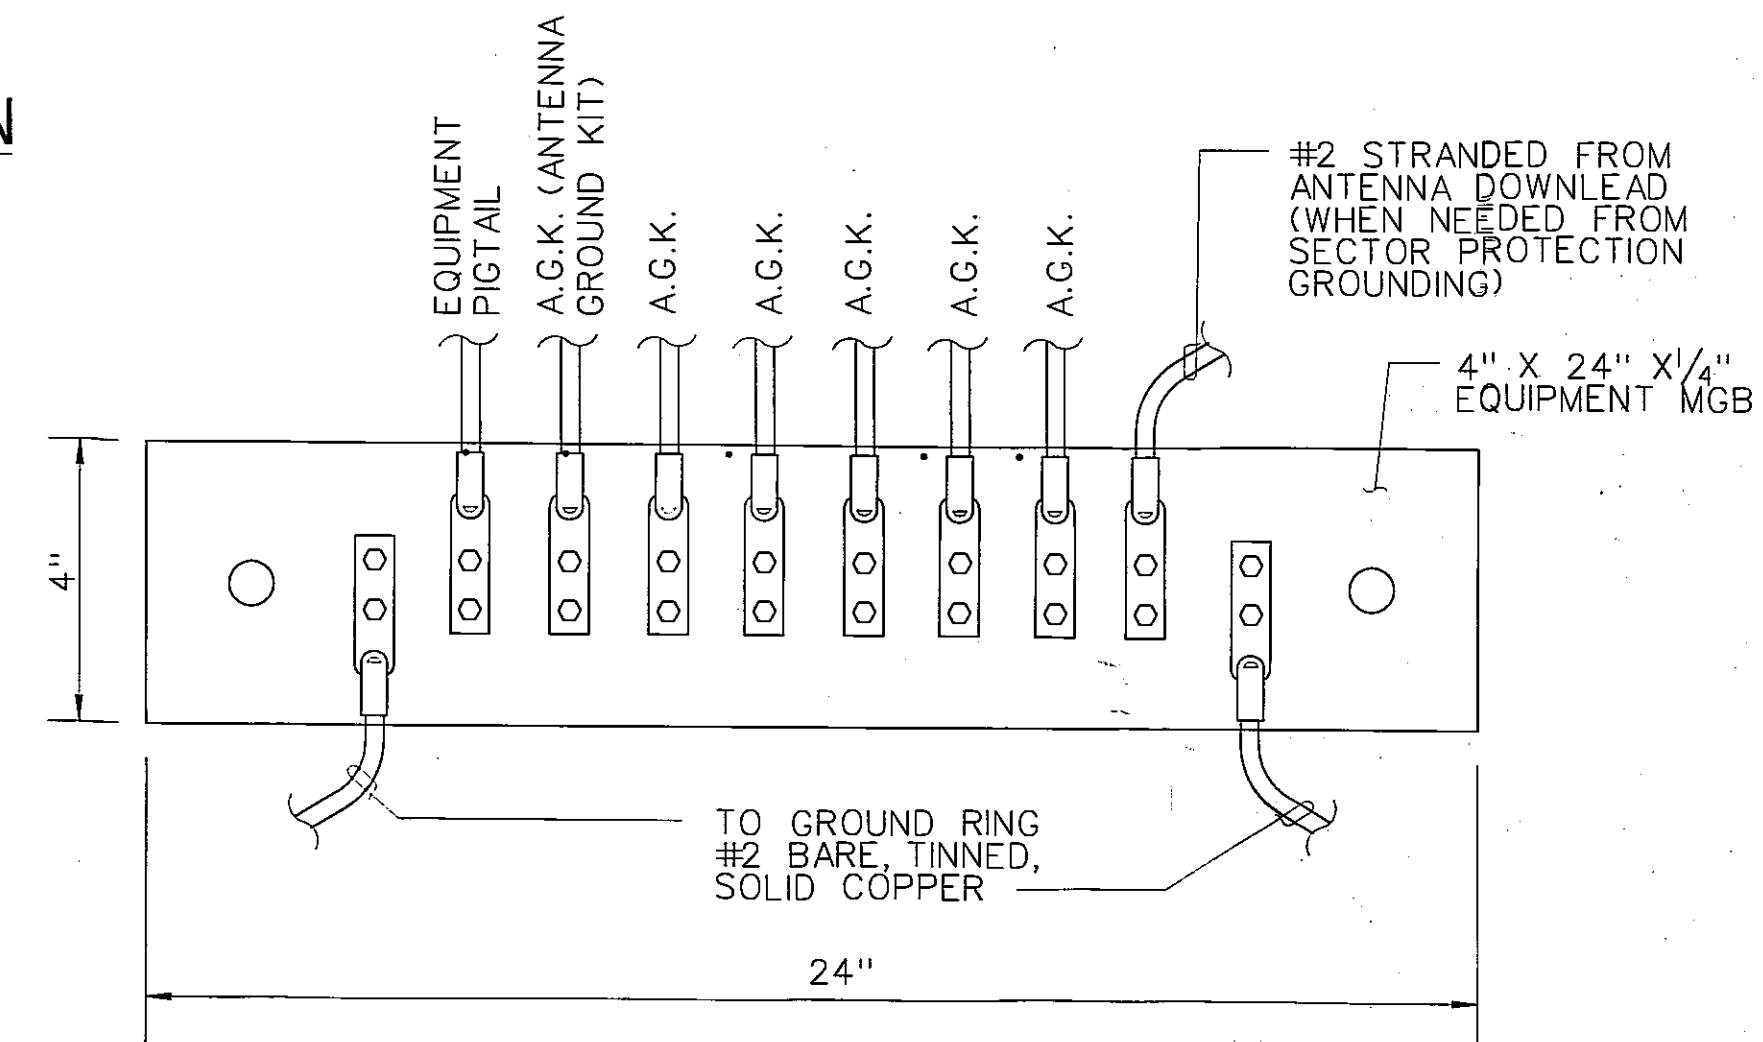 N
EQUIPMENT
PIGTAIL
A.G.K. (ANTENNA
GROUND KIT)
A.G.K.
A.G.K.
A.G.K.
A.G.K.
A.G.K.
#2 STRANDED FROM
ANTENNA DOWNLEAD
(WHEN NEEDED FROM
SECTOR PROTECTION
GROUNDING)
4" X 24" X 1/4"
EQUIPMENT MGB
4"
TO GROUND RING
#2 BARE, TINNED,
SOLID COPPER
24"